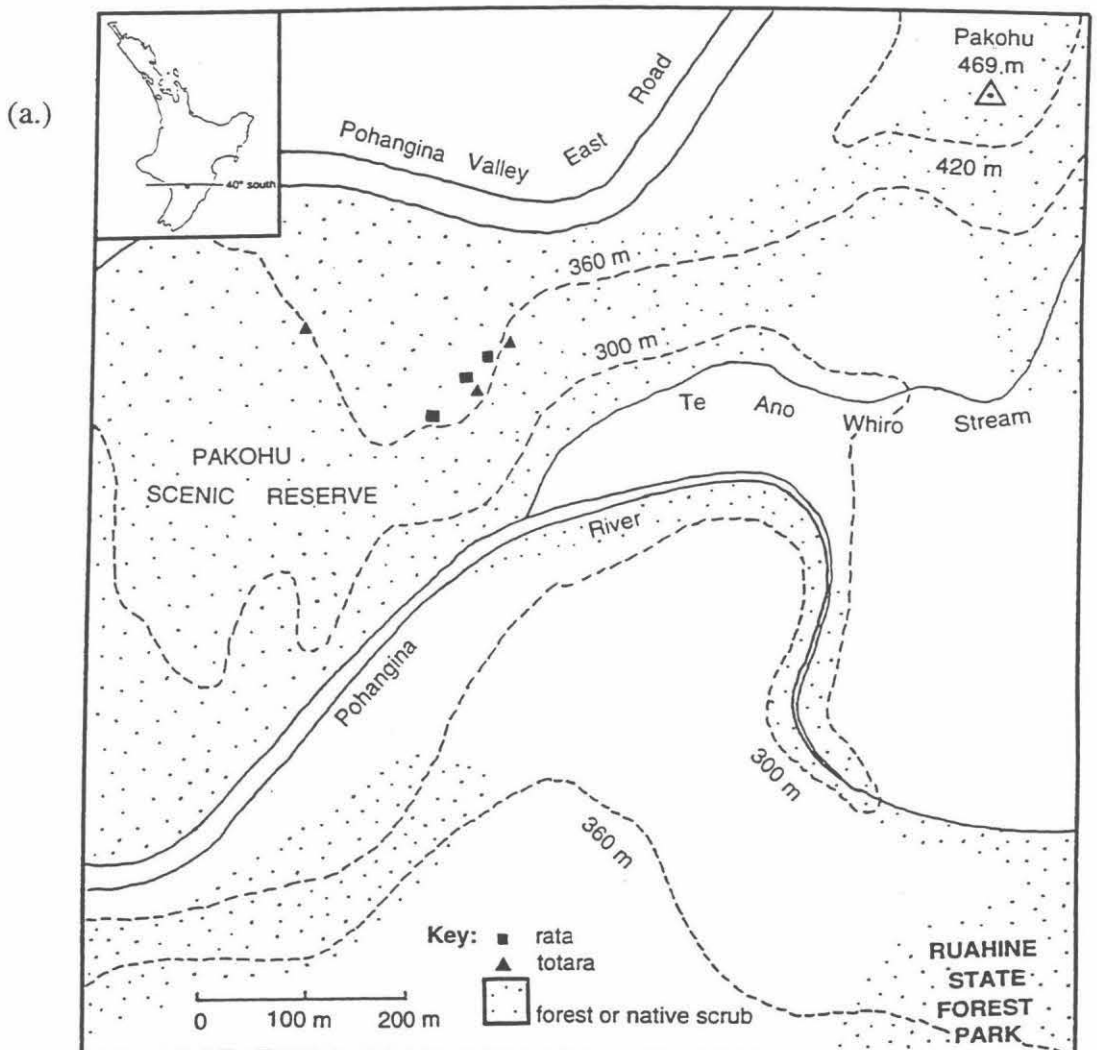 (a.)
40° south
Pohangina Valley East Road
Pakohu
469 m
420 m
360 m
300 m
Te Ano Whiro Stream
PAKOHU
SCENIC RESERVE
River
Pohangina
300 m
360 m
Key:
rata
totara
forest or native scrub
0 100 m 200 m
RUAHINE
STATE
FOREST
PARK